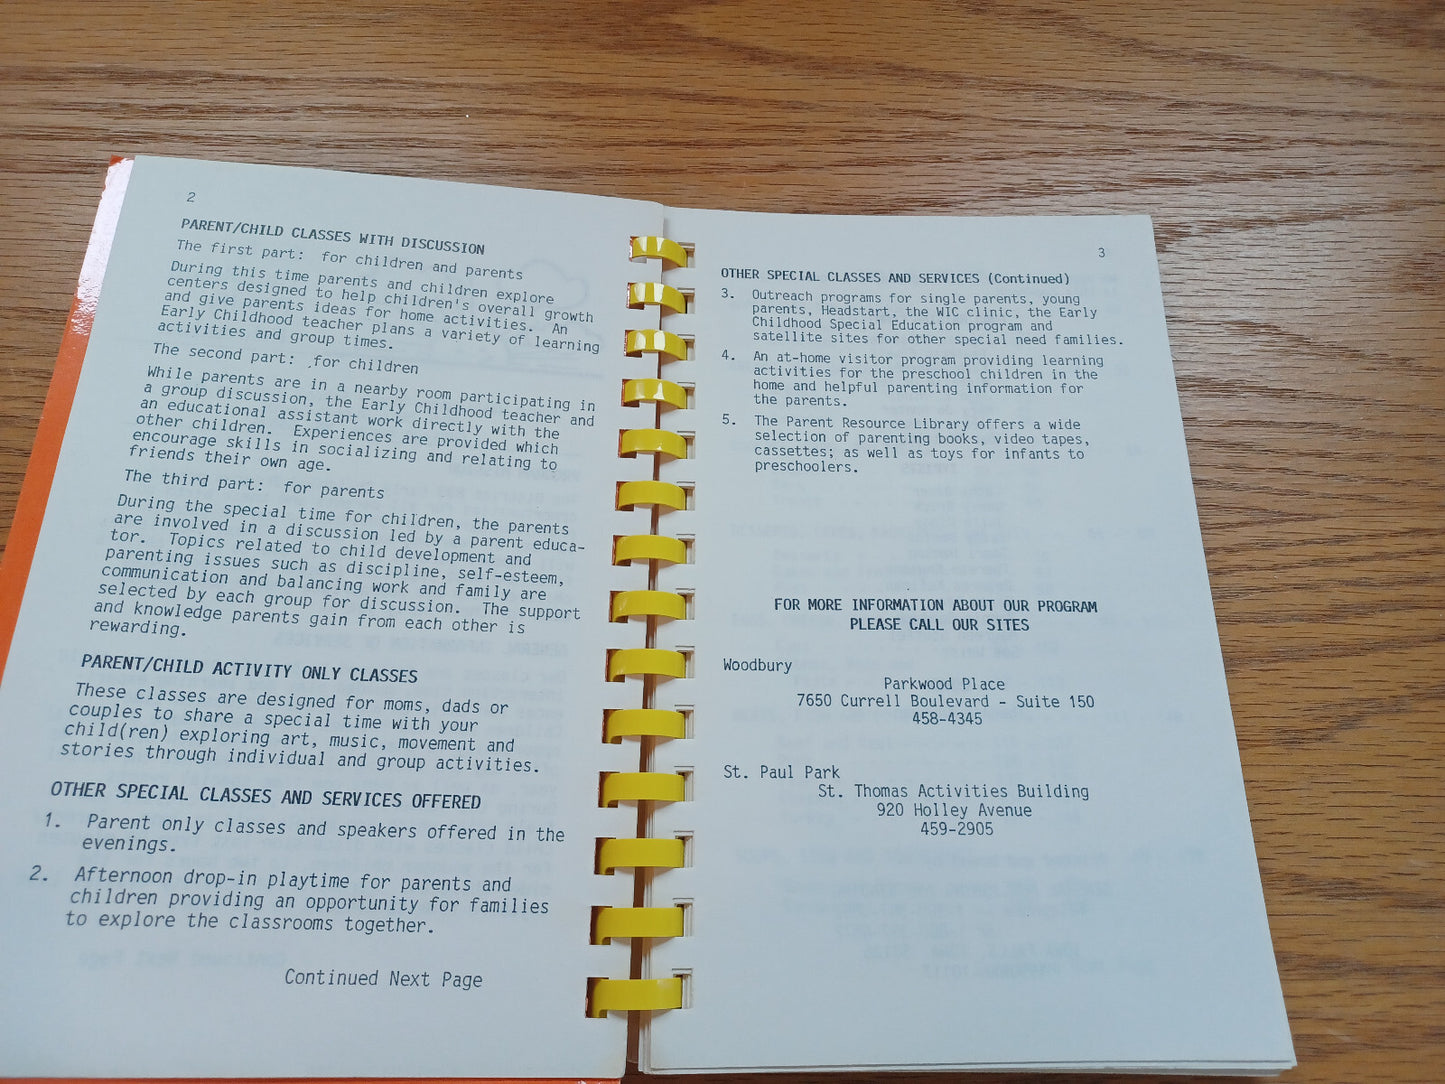 2
PARENT/CHILD CLASSES WITH DISCUSSION
The first part: for children and parents
During this time parents and children explore
centers designed to help children's overall growth
and give parents ideas for home activities. An
Early Childhood teacher plans a variety of learning
activities and group times.
The second part: for children
While parents are in a nearby room participating in
a group discussion, the Early Childhood teacher and
an educational assistant work directly with the
other children. Experiences are provided which
encourage skills in socializing and relating to
friends their own age.
The third part: for parents
During the special time for children, the parents
are involved in a discussion led by a parent educa-
tor. Topics related to child development and
parenting issues such as discipline, self-esteem,
communication and balancing work and family are
selected by each group for discussion. The support
and knowledge parents gain from each other is
rewarding.
PARENT/CHILD ACTIVITY ONLY CLASSES
These classes are designed for moms, dads or
couples to share a special time with your
child(ren) exploring art, music, movement and
stories through individual and group activities.
OTHER SPECIAL CLASSES AND SERVICES OFFERED
1. Parent only classes and speakers offered in the
evenings.
2. Afternoon drop-in playtime for parents and
children providing an opportunity for families
to explore the classrooms together.
Continued Next Page
3
OTHER SPECIAL CLASSES AND SERVICES (Continued)
3. Outreach programs for single parents, young
parents, Headstart, the WIC clinic, the Early
Childhood Special Education program and
satellite sites for other special need families.
4. An at-home visitor program providing learning
activities for the preschool children in the
home and helpful parenting information for
the parents.
5. The Parent Resource Library offers a wide
selection of parenting books, video tapes,
cassettes; as well as toys for infants to
preschoolers.
FOR MORE INFORMATION ABOUT OUR PROGRAM
PLEASE CALL OUR SITES
Woodbury
Parkwood Place
7650 Currell Boulevard - Suite 150
458-4345
St. Paul Park
St. Thomas Activities Building
920 Holley Avenue
459-2905